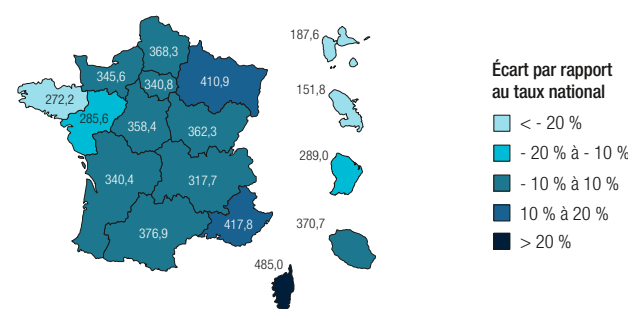 187,6
368,3
345,6
340,8
410,9
151,8
272,2
285,6
358,4
362,3
289,0
340,4
317,7
370,7
417,8
376,9
485,0
Écart par rapport
au taux national
< - 20 %
- 20 % à - 10 %
- 10 % à 10 %
10 % à 20 %
> 20 %